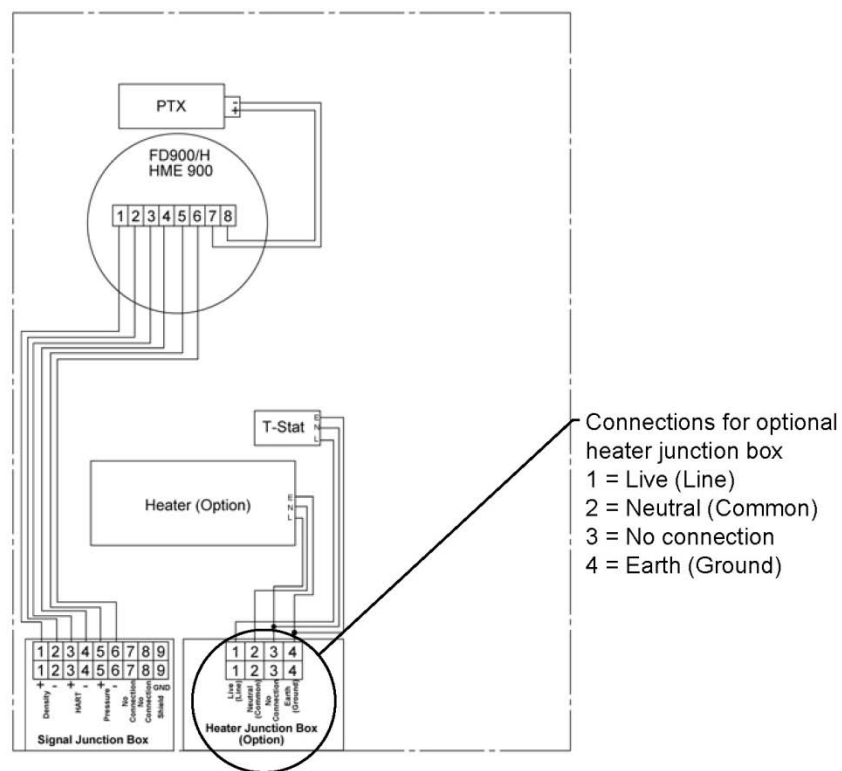 PTX
-
+
FD900/H
HME 900
1 2 3 4 5 6 7 8
T-Stat
E
N
L
Heater (Option)
E
N
L
Connections for optional
heater junction box
1 = Live (Line)
2 = Neutral (Common)
3 = No connection
4 = Earth (Ground)
1 2 3 4 5 6 7 8 9
1 2 3 4 5 6 7 8 9
+ - + - + -
Density
HART
Pressure
No
Connection
No
Connection
GND
Shield
Signal Junction Box
1 2 3 4
1 2 3 4
Live
(Line)
Neutral
(Common)
No
Connection
Earth
(Ground)
Heater Junction Box
(Option)